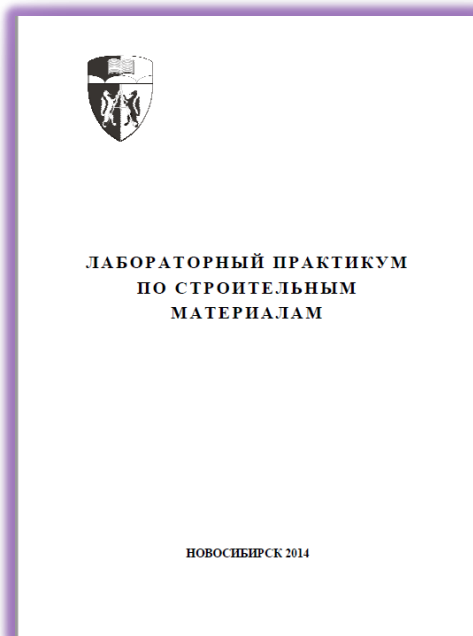 ЛАБОРАТОРНЫЙ ПРАКТИКУМ
ПО СТРОИТЕЛЬНЫМ
МАТЕРИАЛАМ
НОВОСИБИРСК 2014